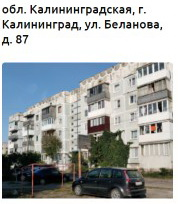 обл. Калининградская, г.
Калининград, ул. Беланова,
д. 87